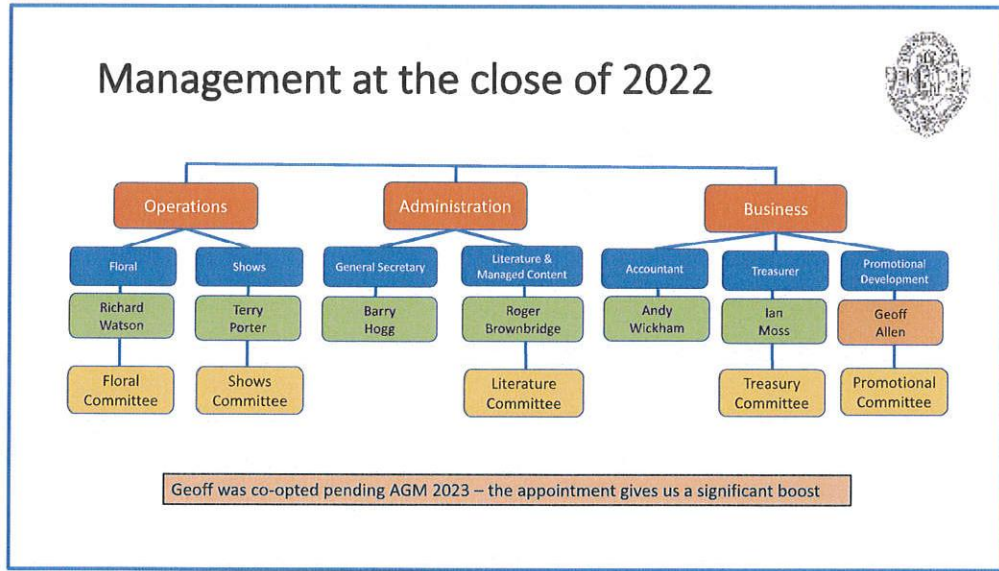 Management at the close of 2022
Operations
Administration
Business
Floral
Shows
General Secretary
Literature &
Managed Content
Accountant
Treasurer
Promotional
Development
Richard
Watson
Terry
Porter
Barry
Hogg
Roger
Brownbridge
Andy
Wickham
Ian
Moss
Geoff
Allen
Floral
Committee
Shows
Committee
Literature
Committee
Treasury
Committee
Promotional
Committee
Geoff was co-opted pending AGM 2023 – the appointment gives us a significant boost